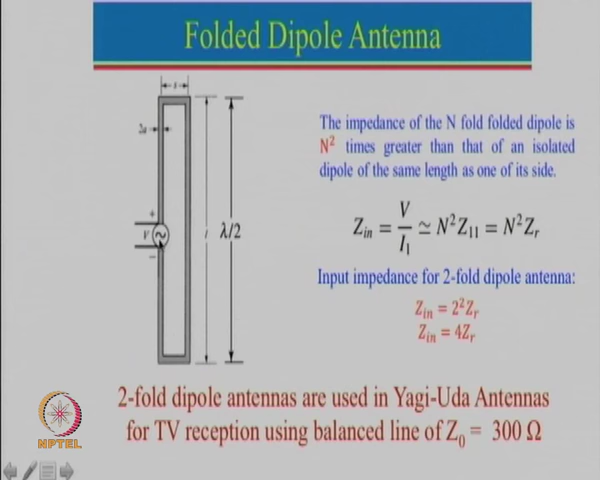 Folded Dipole Antenna
s
2a
+
V
−
l
λ/2
The impedance of the N fold folded dipole is
N² times greater than that of an isolated
dipole of the same length as one of its side.
Z_in = V/I₁ ≃ N²Z₁₁ = N²Z_r
Input impedance for 2-fold dipole antenna:
Z_in = 2²Z_r
Z_in = 4Z_r
2-fold dipole antennas are used in Yagi-Uda Antennas
for TV reception using balanced line of Z₀ = 300 Ω
NPTEL